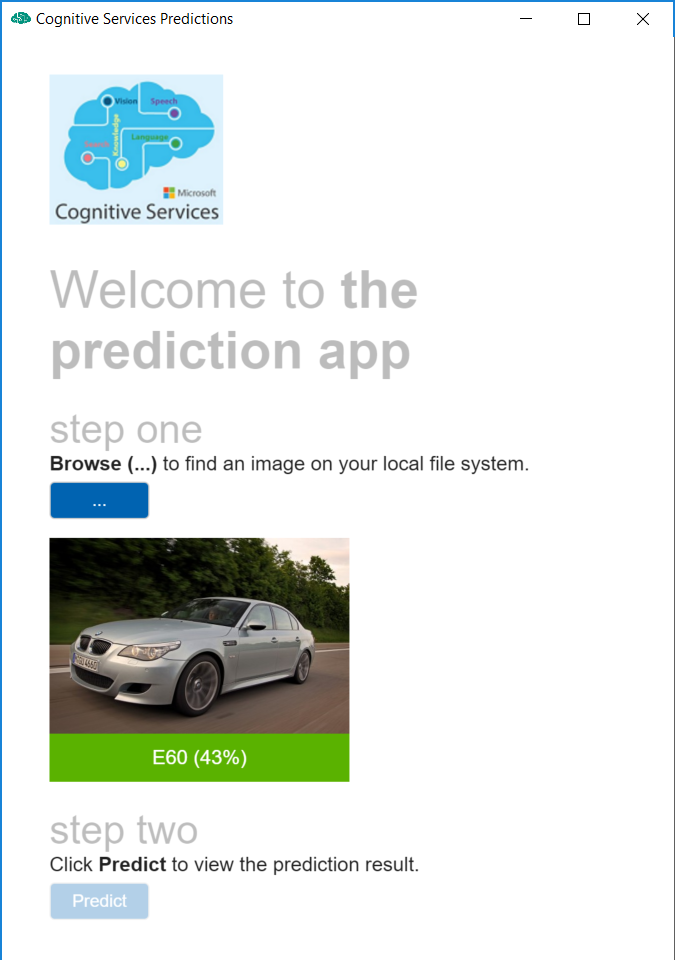 Cognitive Services Predictions
Vision
Speech
Knowledge
Language
Search
Microsoft
Cognitive Services
Welcome to the
prediction app
step one
Browse (...) to find an image on your local file system.
...
E60 (43%)
step two
Click Predict to view the prediction result.
Predict